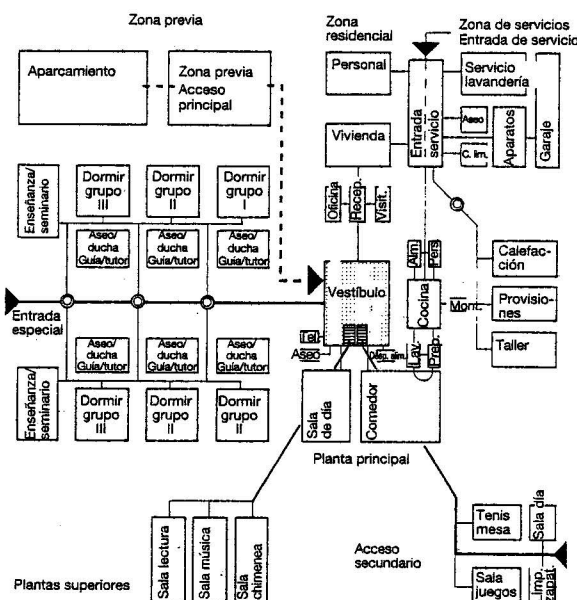 Zona previa
Aparcamiento
Zona previa
Acceso
principal
Zona
residencial
Zona de servicios
Entrada de servicio
Personal
Vivienda
Entrada
servicio
Servicio
lavandería
Aseo
C. lim.
Aparatos
Garaje
Enseñanza/
seminario
Dormir
grupo
III
Dormir
grupo
II
Dormir
grupo
I
Aseo/
ducha
Guía/tutor
Aseo/
ducha
Guía/tutor
Aseo/
ducha
Guía/tutor
Oficina
Recep.
Visit.
Entrada
especial
Vestíbulo
Alm.
Pers.
Cocina
Mon.
Lav.
Prep.
Calefac-
ción
Provisio-
nes
Taller
Tel.
Aseo
Desp. alim.
Aseo/
ducha
Guía/tutor
Aseo/
ducha
Guía/tutor
Aseo/
ducha
Guía/tutor
Enseñanza/
seminario
Dormir
grupo
III
Dormir
grupo
II
Dormir
grupo
II
Sala
de día
Comedor
Planta principal
Sala lectura
Sala música
Sala
chimenea
Plantas superiores
Acceso
secundario
Tenis
mesa
Sala día
Sala
juegos
Imp.
zapat.